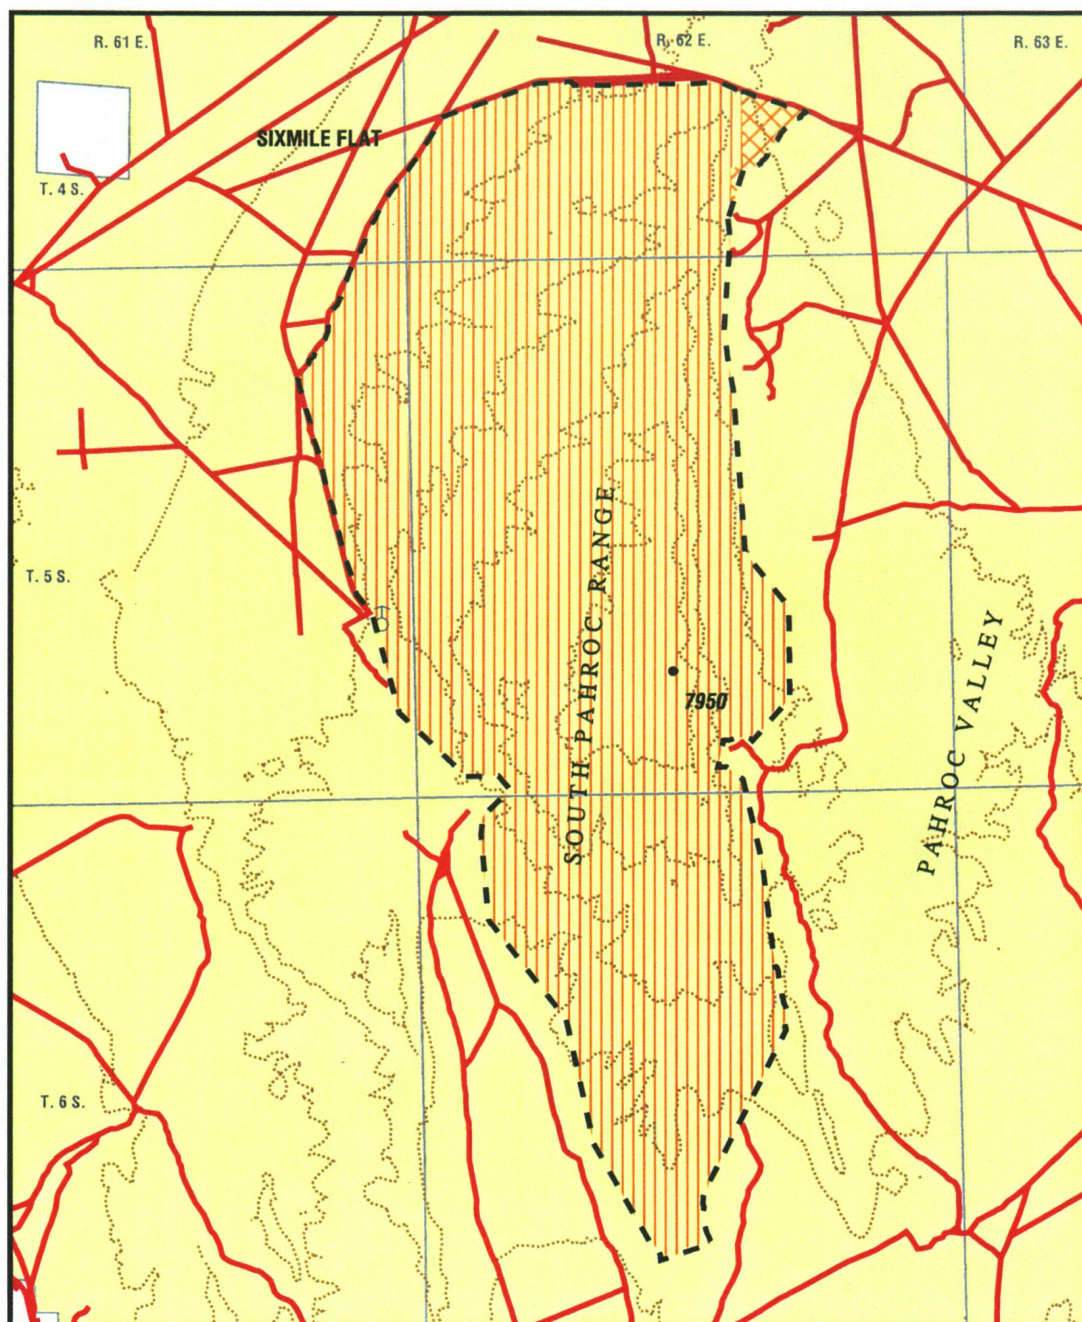 R. 61 E.
R. 62 E.
R. 63 E.
SIXMILE FLAT
T. 4 S.
T. 5 S.
SOUTH PAHROC RANGE
7950
PAHROC VALLEY
T. 6 S.